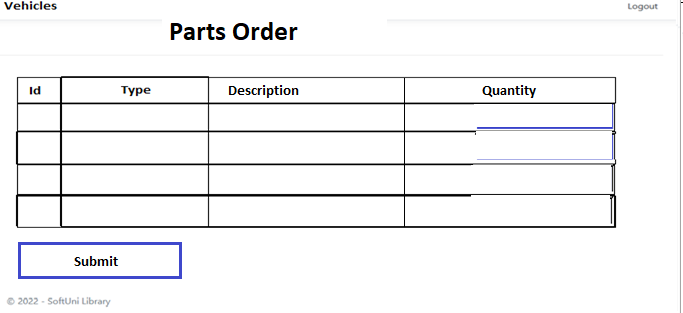 Vehicles Logout
Parts Order
Id Type Description Quantity
Submit
© 2022 - SoftUni Library